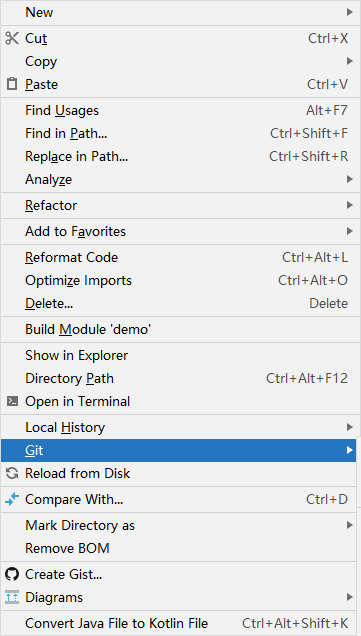 New
Cut Ctrl+X
Copy
Paste Ctrl+V
Find Usages Alt+F7
Find in Path... Ctrl+Shift+F
Replace in Path... Ctrl+Shift+R
Analyze
Refactor
Add to Favorites
Reformat Code Ctrl+Alt+L
Optimize Imports Ctrl+Alt+O
Delete... Delete
Build Module 'demo'
Show in Explorer
Directory Path Ctrl+Alt+F12
Open in Terminal
Local History
Git
Reload from Disk
Compare With... Ctrl+D
Mark Directory as
Remove BOM
Create Gist...
Diagrams
Convert Java File to Kotlin File Ctrl+Alt+Shift+K